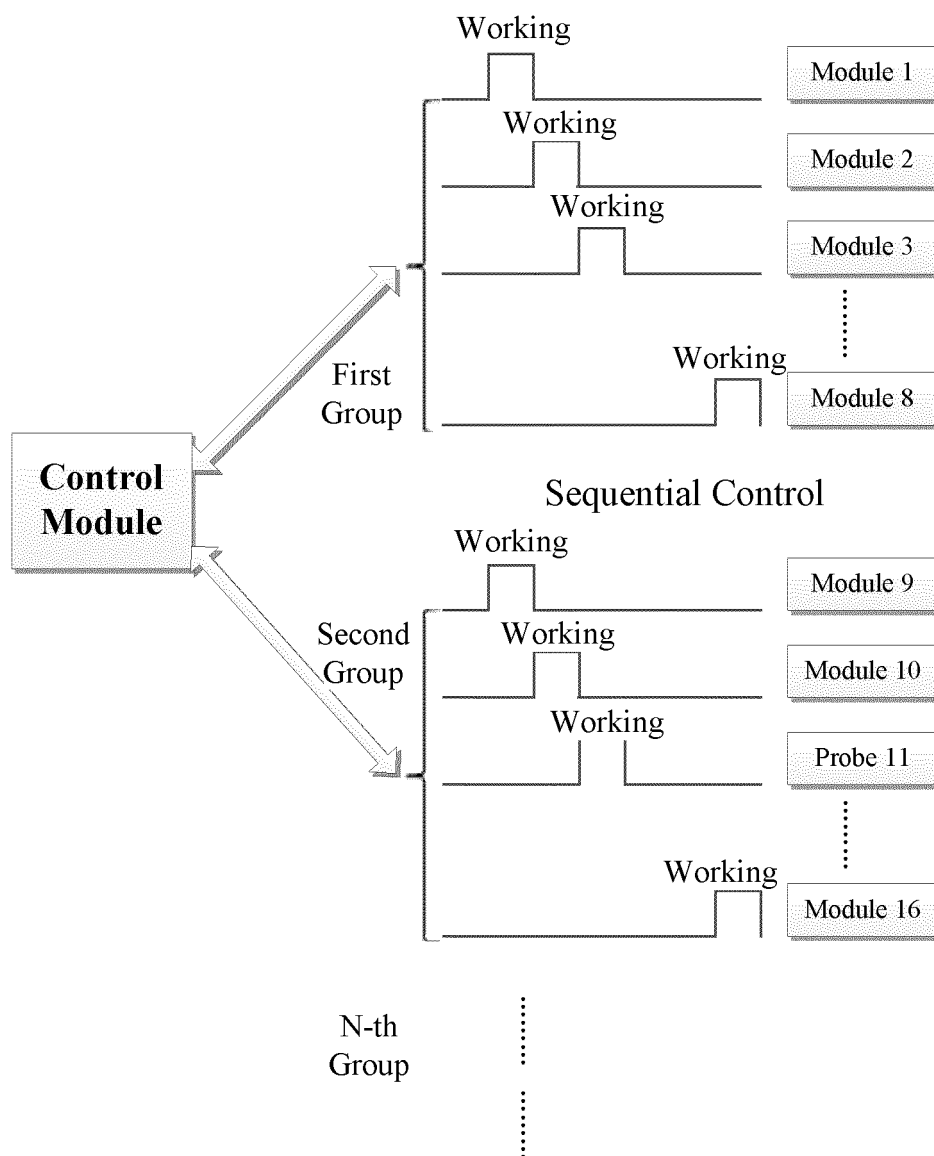 Working
Module 1
Working
Module 2
Working
Module 3
Working
First
Group
Module 8
Control
Module
Sequential Control
Working
Module 9
Second
Group
Working
Module 10
Working
Probe 11
Working
Module 16
N-th
Group